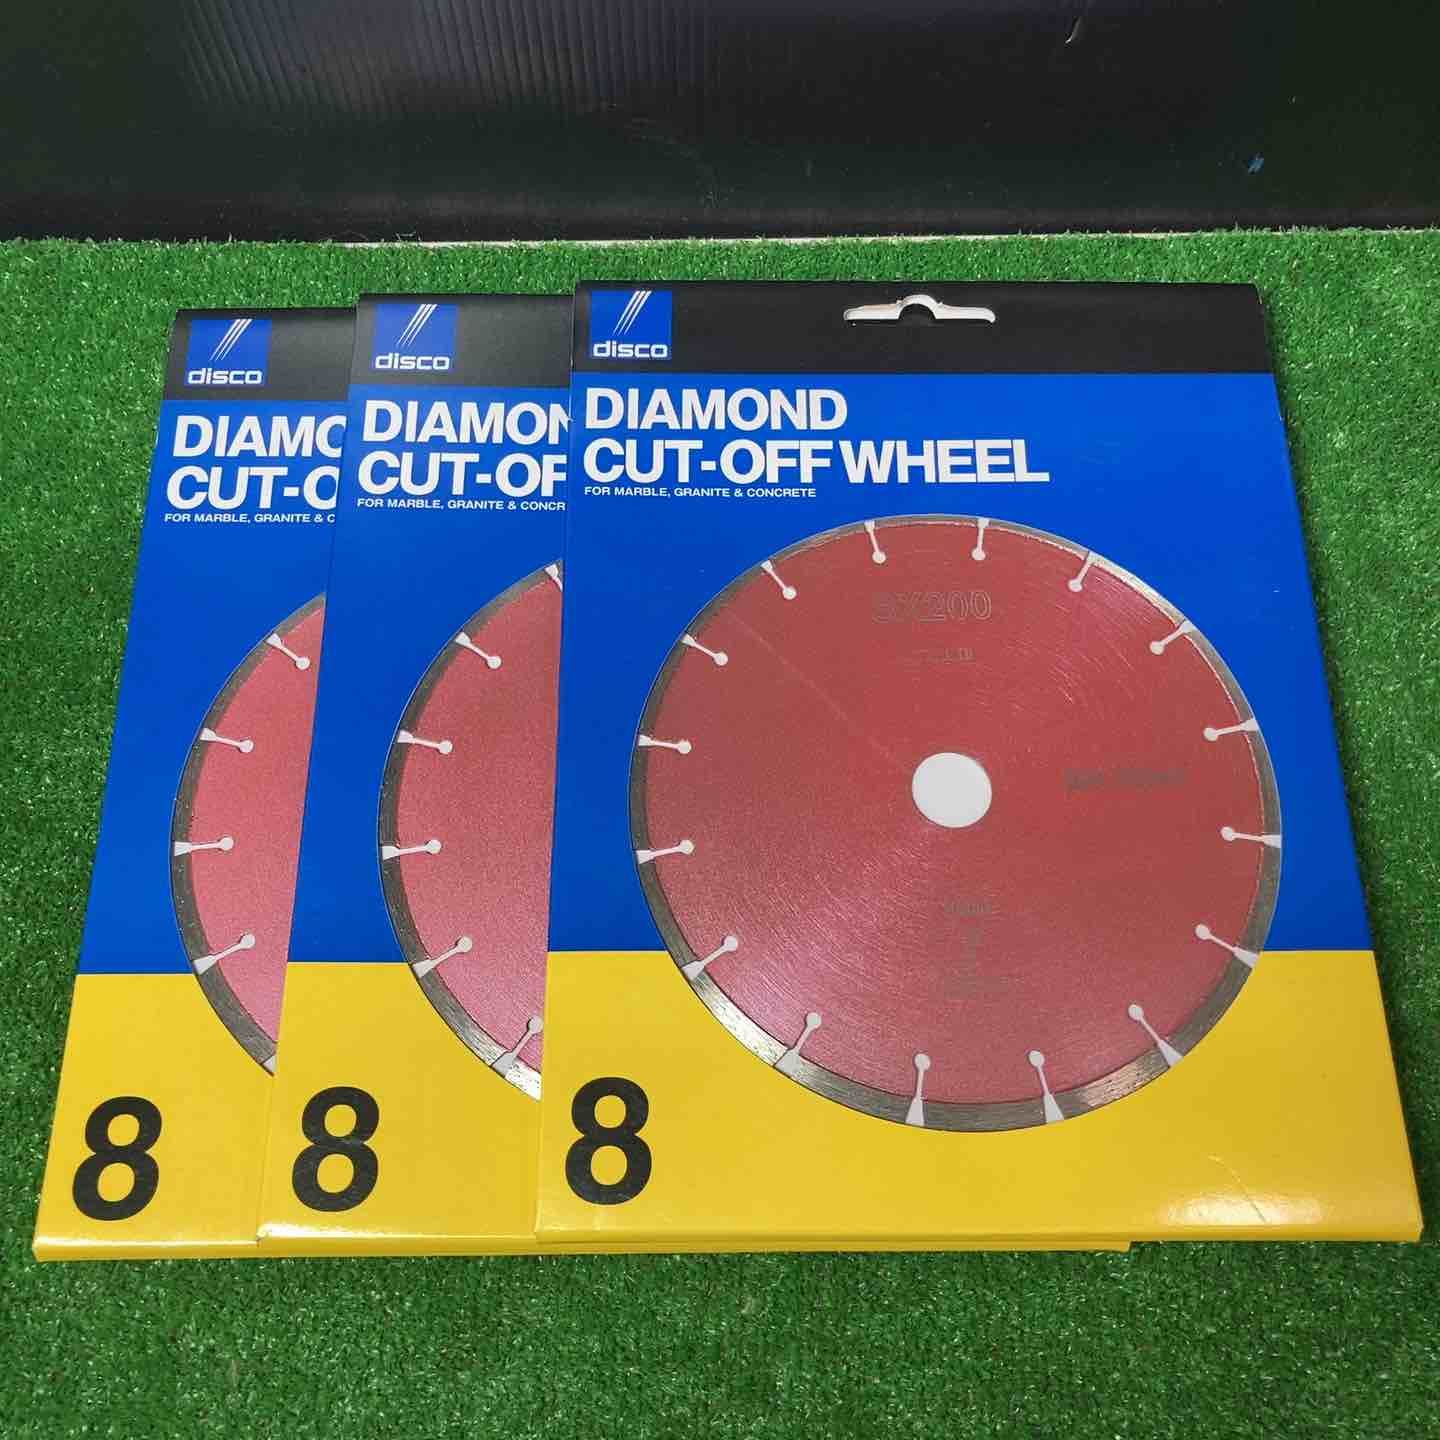 disco
DIAMO
CUT-O
FOR MARBLE, GRANITE & C
8
disco
DIAMON
CUT-OF
FOR MARBLE, GRANITE & CONCR
8
disco
DIAMOND
CUT-OFF WHEEL
FOR MARBLE, GRANITE & CONCRETE
SX200
8